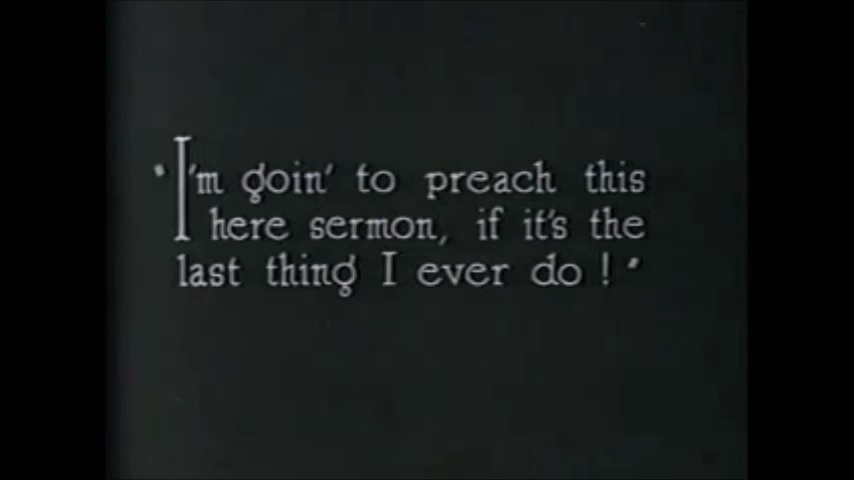 "I'm goin' to preach this
here sermon, if it's the
last thing I ever do!"